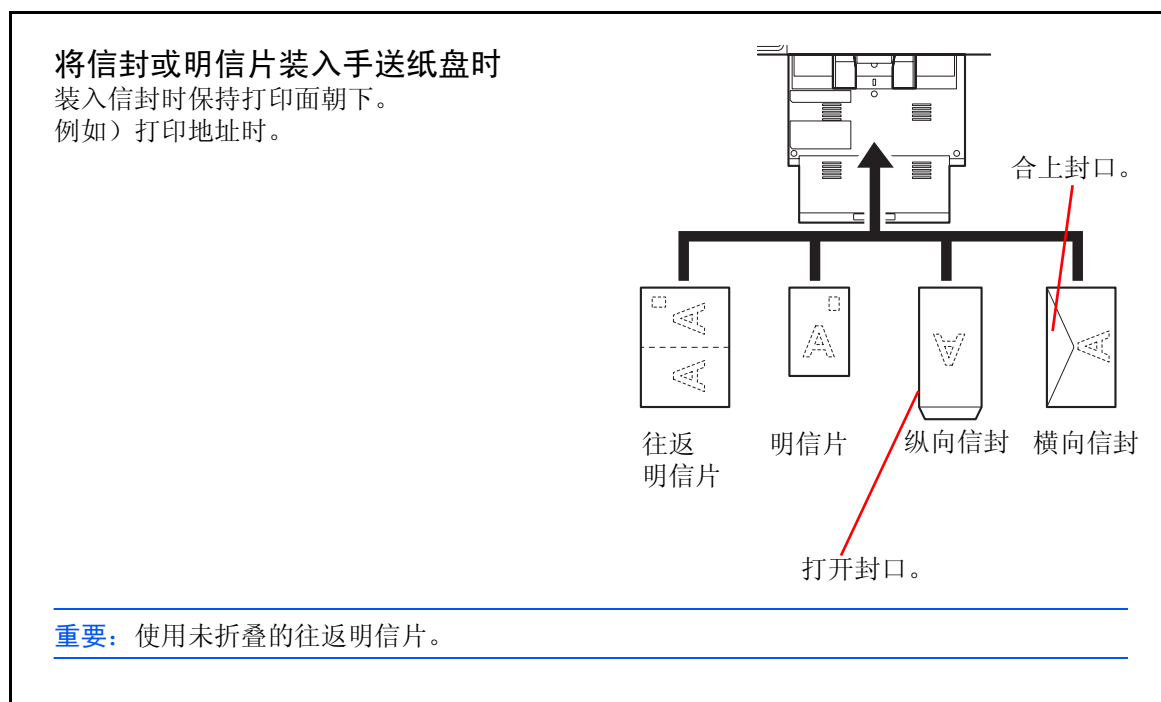 将信封或明信片装入手送纸盘时
装入信封时保持打印面朝下。
例如）打印地址时。
合上封口。
A
A
A
A
A
往返
明信片
明信片
纵向信封
横向信封
打开封口。
重要：使用未折叠的往返明信片。